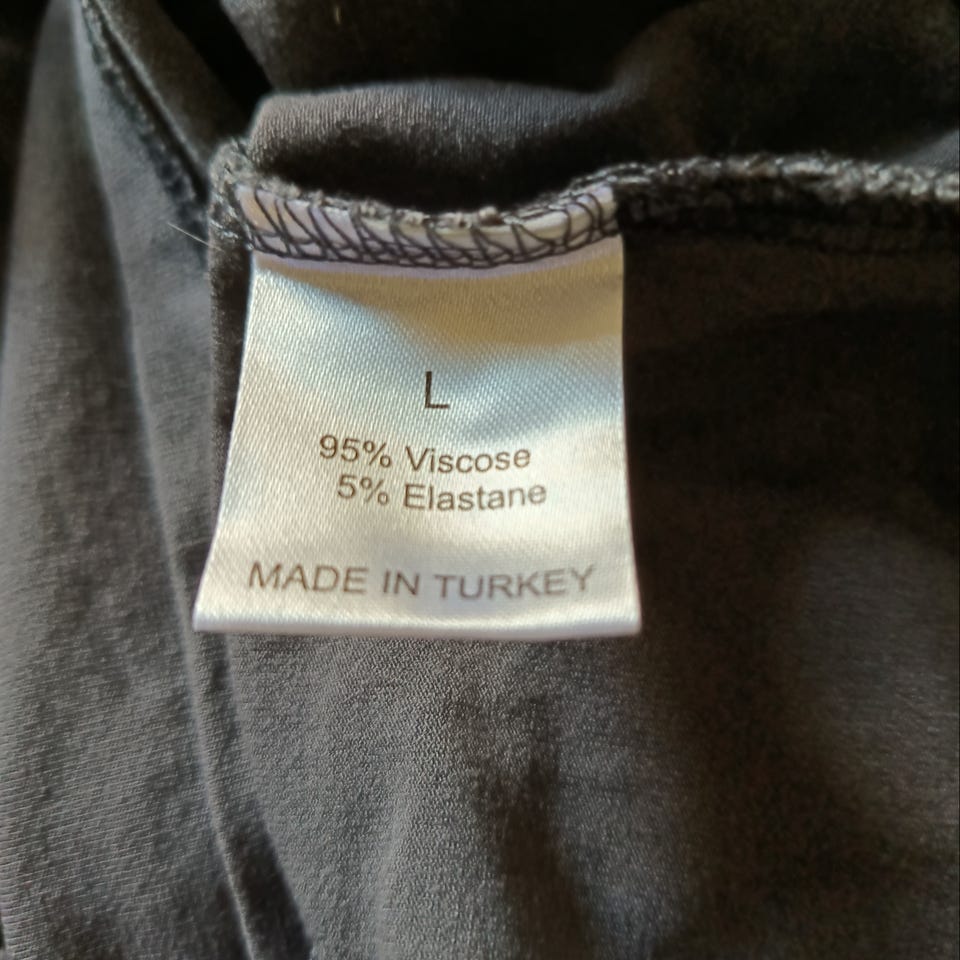 L
95% Viscose
5% Elastane
MADE IN TURKEY